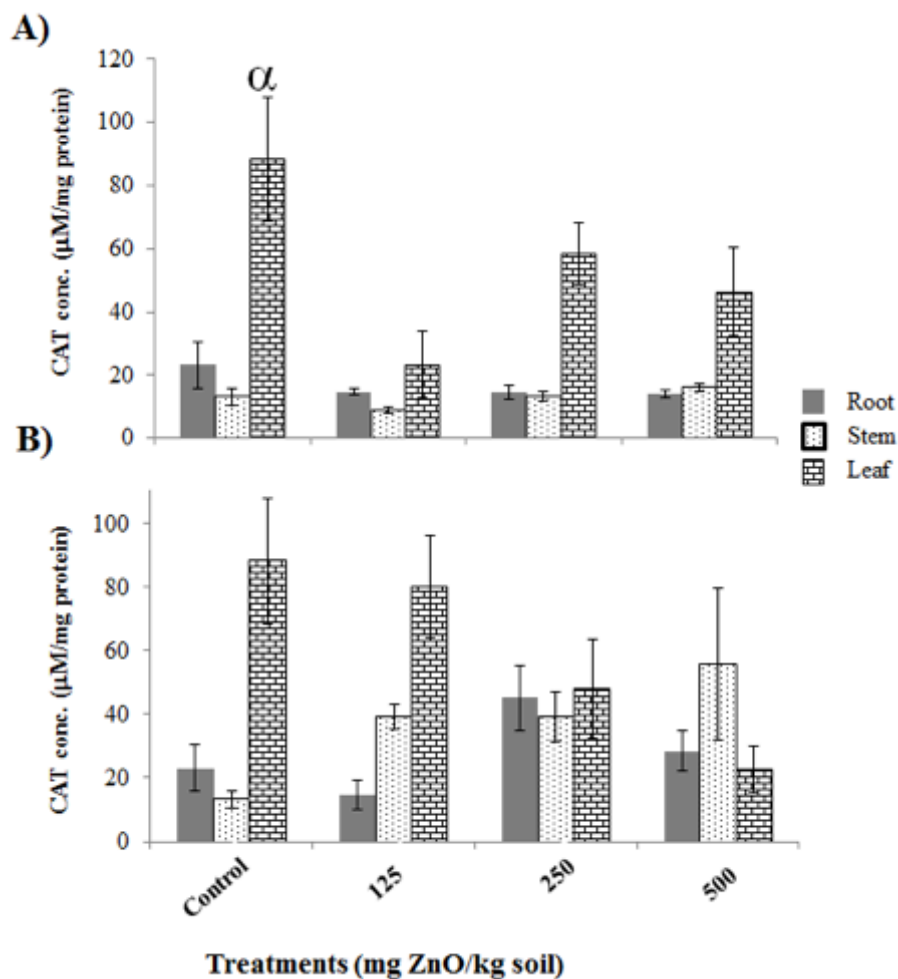 A)
α
120
100
80
60
40
20
0
CAT conc. (µM/mg protein)
Root
Stem
Leaf
B)
100
80
60
40
20
0
CAT conc. (µM/mg protein)
Control
125
250
500
Treatments (mg ZnO/kg soil)